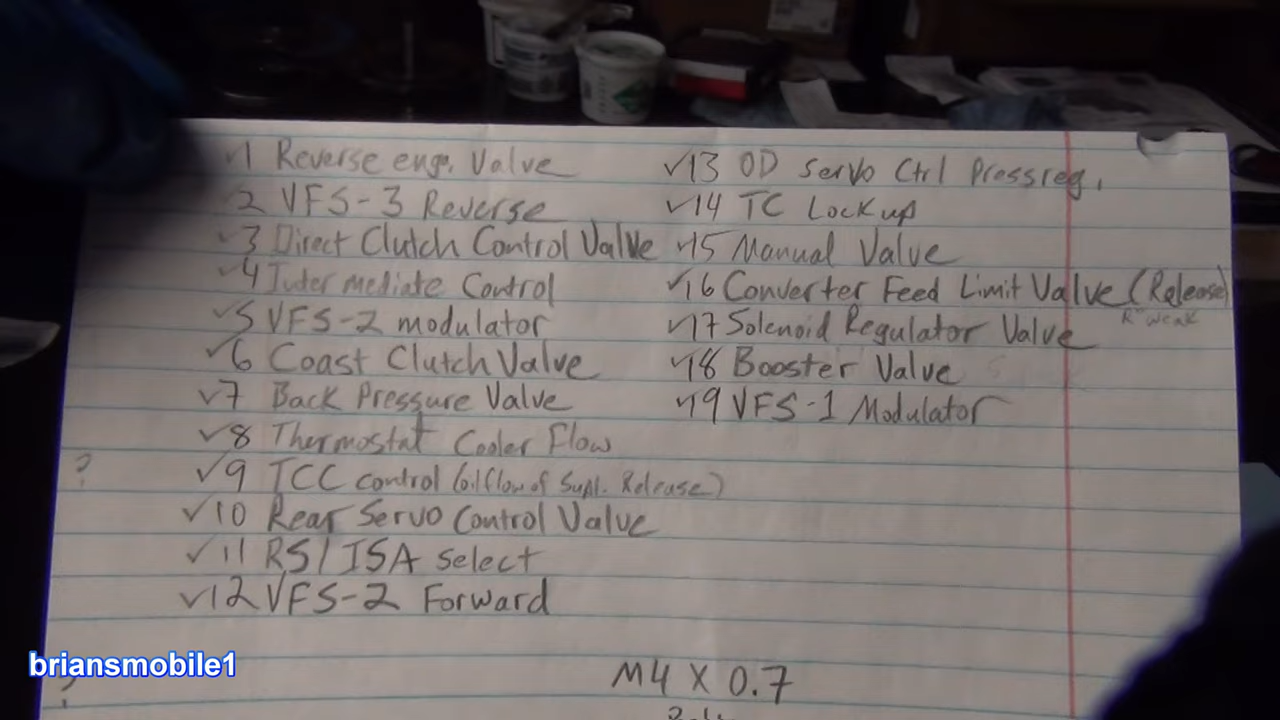 ✓1 Reverse eng. Valve
2 VFS-3 Reverse
✓3 Direct Clutch Control Valve
✓4 Intermediate Control
✓5 VFS-2 modulator
✓6 Coast Clutch Valve
✓7 Back Pressure Valve
✓8 Thermostat Cooler Flow
? ✓9 TCC control (oil flow of Supl. Release)
✓10 Rear Servo Control Valve
✓11 RS/ISA Select
✓12 VFS-2 Forward
✓13 OD Servo Ctrl Press reg.
✓14 TC Lockup
✓15 Manual Valve
✓16 Converter Feed Limit Valve (Release)
R weak
✓17 Solenoid Regulator Valve
✓18 Booster Valve
✓19 VFS-1 Modulator
M4 X 0.7
briansmobile1